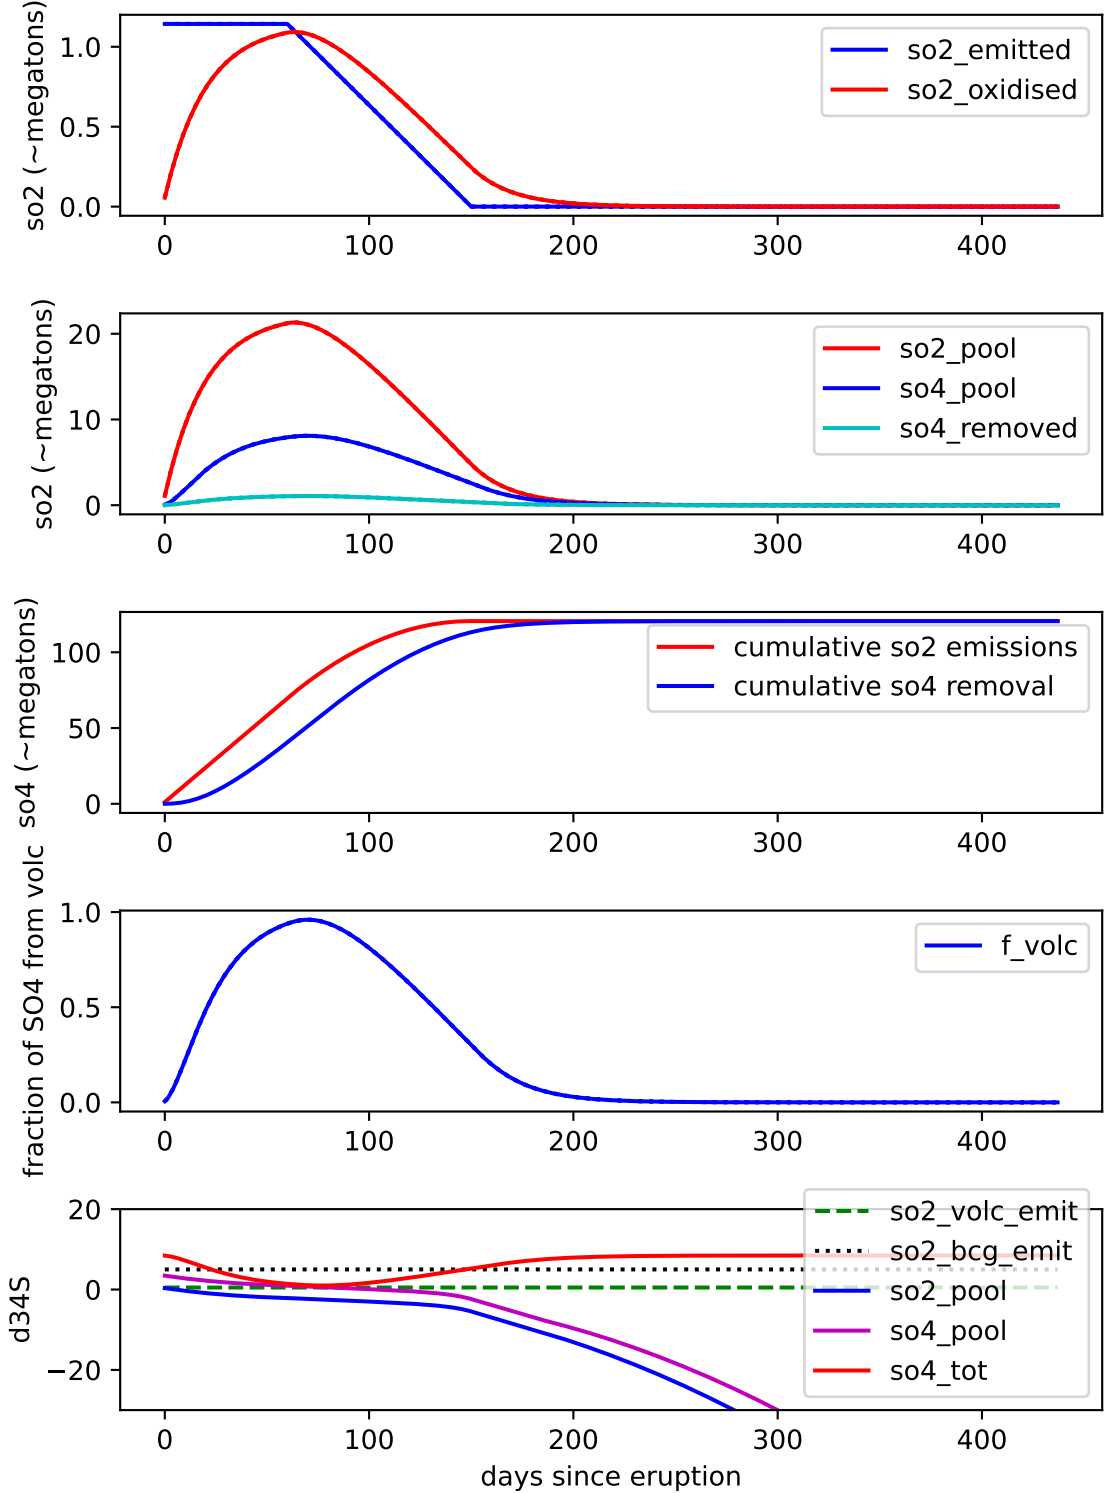 so2 (~megatons)
1.0
0.5
0.0
so2_emitted
so2_oxidised
0 100 200 300 400
so2 (~megatons)
20
10
0
so2_pool
so4_pool
so4_removed
0 100 200 300 400
so4 (~megatons)
100
50
0
cumulative so2 emissions
cumulative so4 removal
0 100 200 300 400
fraction of SO4 from volc
1.0
0.5
0.0
f_volc
0 100 200 300 400
d34S
20
0
−20
so2_volc_emit
so2_bcg_emit
so2_pool
so4_pool
so4_tot
0 100 200 300 400
days since eruption